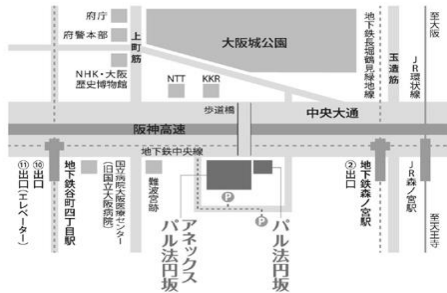 府庁
府警本部
NHK・大阪
歴史博物館
上町筋
大阪城公園
NTT
KKR
地下鉄長堀鶴見緑地線
玉造筋
JR環状線
至大阪
歩道橋
中央大通
阪神高速
地下鉄中央線
⑪出口(エレベーター)
⑩出口
地下鉄谷町四丁目駅
国立病院大阪医療センター
(旧国立大阪病院)
難波宮跡
P
P
アネックス
パル法円坂
パル法円坂
②出口
地下鉄森ノ宮駅
JR森ノ宮駅
至天王寺